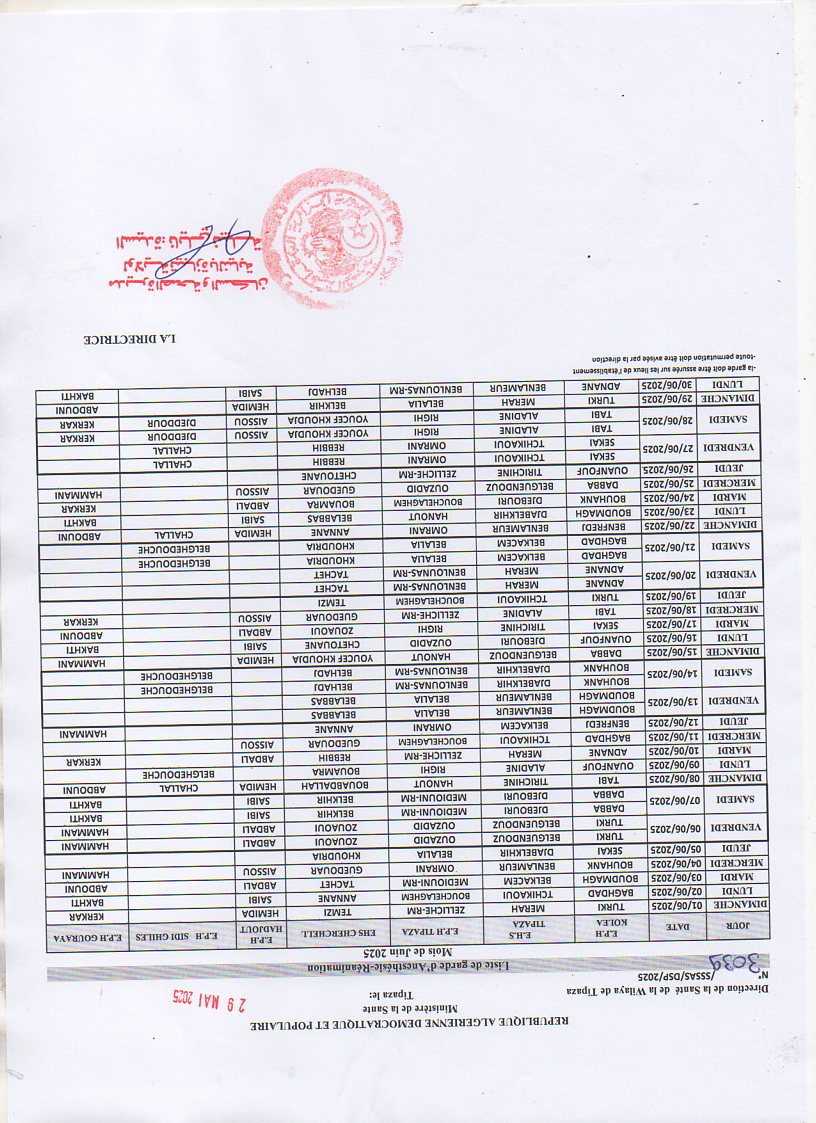 REPUBLIQUE ALGERIENNE DEMOCRATIQUE ET POPULAIRE
Ministère de la Sante
Direction de la Santé de la Wilaya de Tipaza Tipaza le: 29 MAI 2025
N° 3039 /SSSAS/DSP/2025
Liste de garde d'Anesthésie-Réanimation
Mois de Juin 2025
JOUR DATE E.P.H KOLEA E.H.S TIPAZA E.P.H TIPAZA EHS CHERCHELL E.P.H HADJOUT E.P.H SIDI GHILES E.P.H GOURAYA
DIMANCHE 01/06/2025 TURKI MERAH ZELLICHE-RM TEMZI HEMIDA KERKAR
LUNDI 02/06/2025 BAGHDAD TCHIKAOUI BOUCHELAGHEM ANNANE SAIBI BAKHTI
MARDI 03/06/2025 BOUDMAGH BELKACEM MEDIOUNI-RM TACHET ABDALI ABDOUNI
MERCREDI 04/06/2025 BOUHANK BENLAMEUR OMRANI GUEDOUAR AISSOU HAMMANI
JEUDI 05/06/2025 SEKAI DJABELKHIR BELALIA KHOUDRIA
VENDREDI 06/06/2025 TURKI BELGUENDOUZ OUZADID ZOUAOUI ABDALI HAMMANI
TURKI BELGUENDOUZ OUZADID ZOUAOUI ABDALI HAMMANI
SAMEDI 07/06/2025 DABBA DJEBOURI MEDIOUNI-RM BELKHIR SAIBI BAKHTI
DABBA DJEBOURI MEDIOUNI-RM BELKHIR SAIBI BAKHTI
DIMANCHE 08/06/2025 TABI TIRICHINE HANOUT BOUABDALLAH HEMIDA CHALLAL ABDOUNI
LUNDI 09/06/2025 OUANFOUF ALADINE RIGHI BOUAMRA BELGHEDOUCHE
MARDI 10/06/2025 ADNANE MERAH ZELLICHE-RM REBBIH ABDALI KERKAR
MERCREDI 11/06/2025 BAGHDAD TCHIKAOUI BOUCHELAGHEM GUEDOUAR AISSOU
JEUDI 12/06/2025 BENFREDJ BELKACEM OMRANI ANNANE HAMMANI
VENDREDI 13/06/2025 BOUDMAGH BENLAMEUR BELALIA BELABBAS
BOUDMAGH BENLAMEUR BELALIA BELABBAS
SAMEDI 14/06/2025 BOUHANK DJABELKHIR BENLOUNAS-RM BELHADJ BELGHEDOUCHE
BOUHANK DJABELKHIR BENLOUNAS-RM BELHADJ BELGHEDOUCHE
DIMANCHE 15/06/2025 DABBA BELGUENDOUZ HANOUT YOUCEF KHOUDJA HEMIDA HAMMANI
LUNDI 16/06/2025 OUANFOUF DJEBOURI OUZADID CHETOUANE SAIBI BAKHTI
MARDI 17/06/2025 SEKAI TIRICHINE RIGHI ZOUAOUI ABDALI ABDOUNI
MERCREDI 18/06/2025 TABI ALADINE ZELLICHE-RM GUEDOUAR AISSOU KERKAR
JEUDI 19/06/2025 TURKI TCHIKAOUI BOUCHELAGHEM TEMZI
VENDREDI 20/06/2025 ADNANE MERAH BENLOUNAS-RM TACHET
ADNANE MERAH BENLOUNAS-RM TACHET
SAMEDI 21/06/2025 BAGHDAD BELKACEM BELALIA KHOUDRIA BELGHEDOUCHE
BAGHDAD BELKACEM BELALIA KHOUDRIA BELGHEDOUCHE
DIMANCHE 22/06/2025 BENFREDJ BENLAMEUR OMRANI ANNANE HEMIDA CHALLAL ABDOUNI
LUNDI 23/06/2025 BOUDMAGH DJABELKHIR HANOUT BELABBAS SAIBI BAKHTI
MARDI 24/06/2025 BOUHANK DJEBOURI BOUCHELAGHEM BOUAMRA ABDALI KERKAR
MERCREDI 25/06/2025 DABBA BELGUENDOUZ OUZADID GUEDOUAR AISSOU HAMMANI
JEUDI 26/06/2025 OUANFOUF TIRICHINE ZELLICHE-RM CHETOUANE
VENDREDI 27/06/2025 SEKAI TCHIKAOUI OMRANI REBBIH CHALLAL
SEKAI TCHIKAOUI OMRANI REBBIH CHALLAL
SAMEDI 28/06/2025 TABI ALADINE RIGHI YOUCEF KHOUDJA AISSOU DJEDDOUR KERKAR
TABI ALADINE RIGHI YOUCEF KHOUDJA AISSOU DJEDDOUR KERKAR
DIMANCHE 29/06/2025 TURKI MERAH BELALIA BELKHIR HEMIDA ABDOUNI
LUNDI 30/06/2025 ADNANE BENLAMEUR BENLOUNAS-RM BELHADJ SAIBI BAKHTI
-la garde doit être assurée sur les lieux de l'établissement
-toute permutation doit être avisée par la direction
LA DIRECTRICE
مديرة الصحة و السكان
لولاية تيبازة بالنيابة
السيدة: نايلي نبيلة